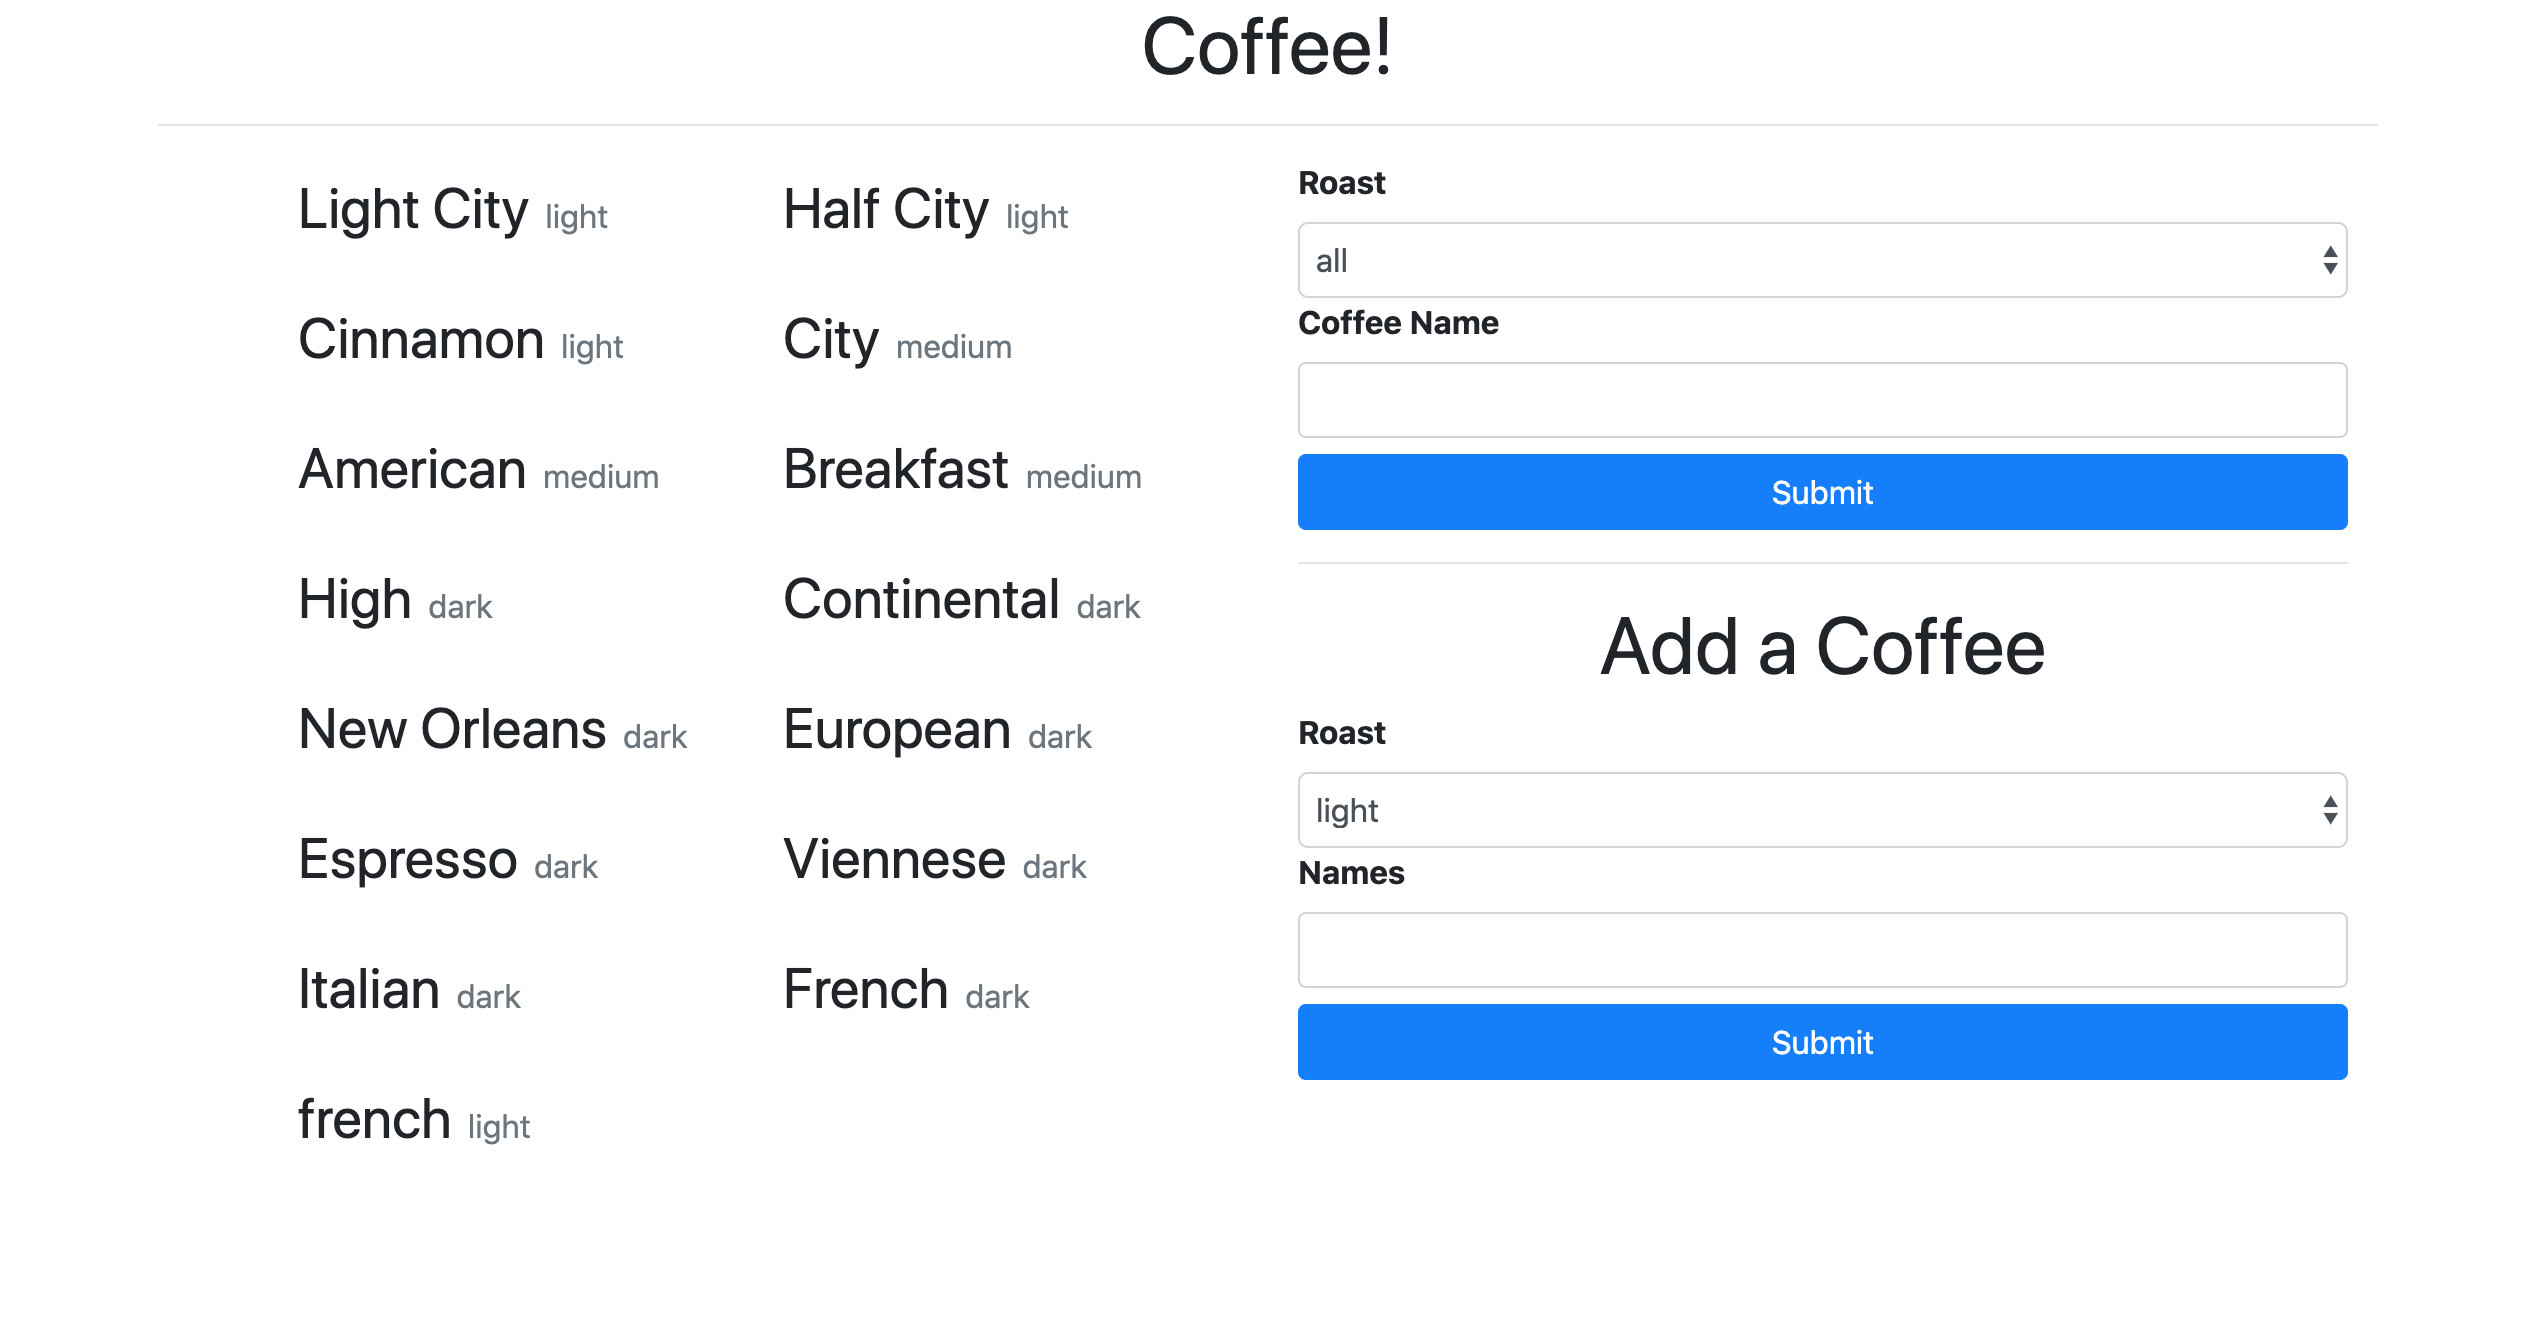 Coffee!
Light City light
Half City light
Cinnamon light
City medium
American medium
Breakfast medium
High dark
Continental dark
New Orleans dark
European dark
Espresso dark
Viennese dark
Italian dark
French dark
french light
Roast
all
Coffee Name
Submit
Add a Coffee
Roast
light
Names
Submit